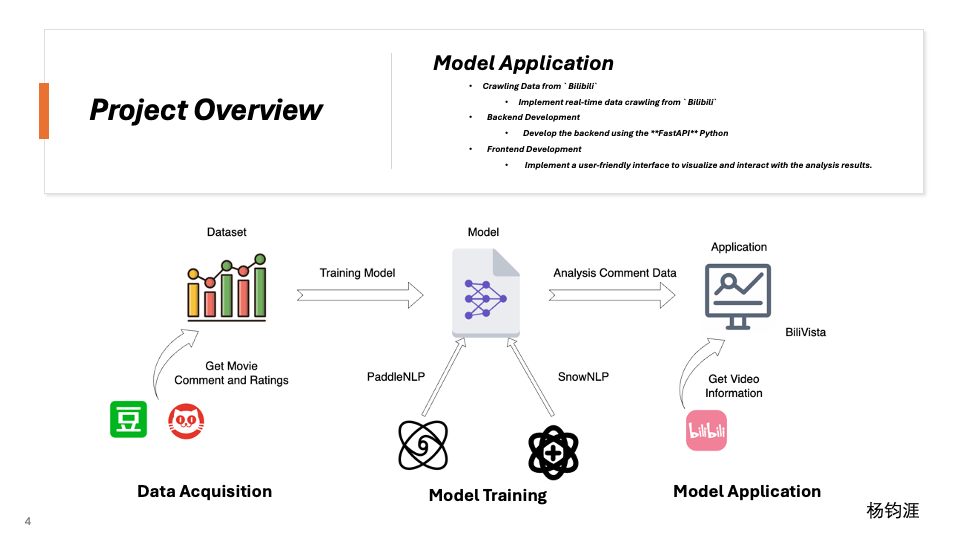 Project Overview
Model Application
• Crawling Data from ` Bilibili`
• Implement real-time data crawling from ` Bilibili`
• Backend Development
• Develop the backend using the **FastAPI** Python
• Frontend Development
• Implement a user-friendly interface to visualize and interact with the analysis results.
Dataset
Model
Application
Training Model
Analysis Comment Data
BiliVista
Get Movie
Comment and Ratings
PaddleNLP
SnowNLP
Get Video
Information
豆
bilibili
Data Acquisition
Model Training
Model Application
杨钧涯
4